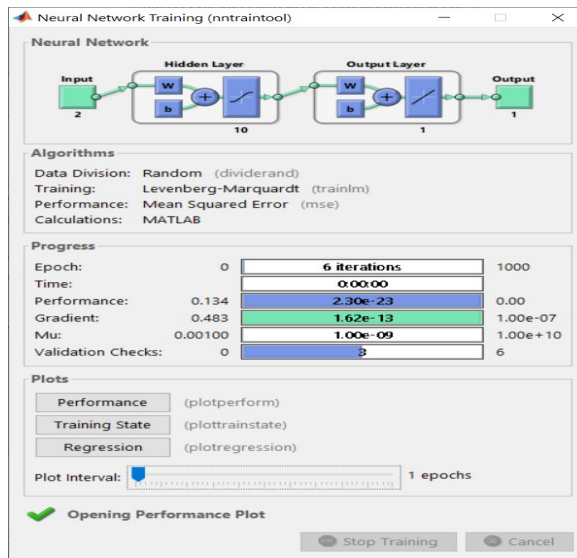 Neural Network Training (nntraintool)
Neural Network
Hidden Layer Output Layer
Input Output
W W
b b
2 10 1 1
Algorithms
Data Division: Random (dividerand)
Training: Levenberg-Marquardt (trainlm)
Performance: Mean Squared Error (mse)
Calculations: MATLAB
Progress
Epoch: 0 6 iterations 1000
Time: 0:00:00
Performance: 0.134 2.30e-23 0.00
Gradient: 0.483 1.62e-13 1.00e-07
Mu: 0.00100 1.00e-09 1.00e+10
Validation Checks: 0 3 6
Plots
Performance (plotperform)
Training State (plottrainstate)
Regression (plotregression)
Plot Interval: 1 epochs
Opening Performance Plot
Stop Training Cancel